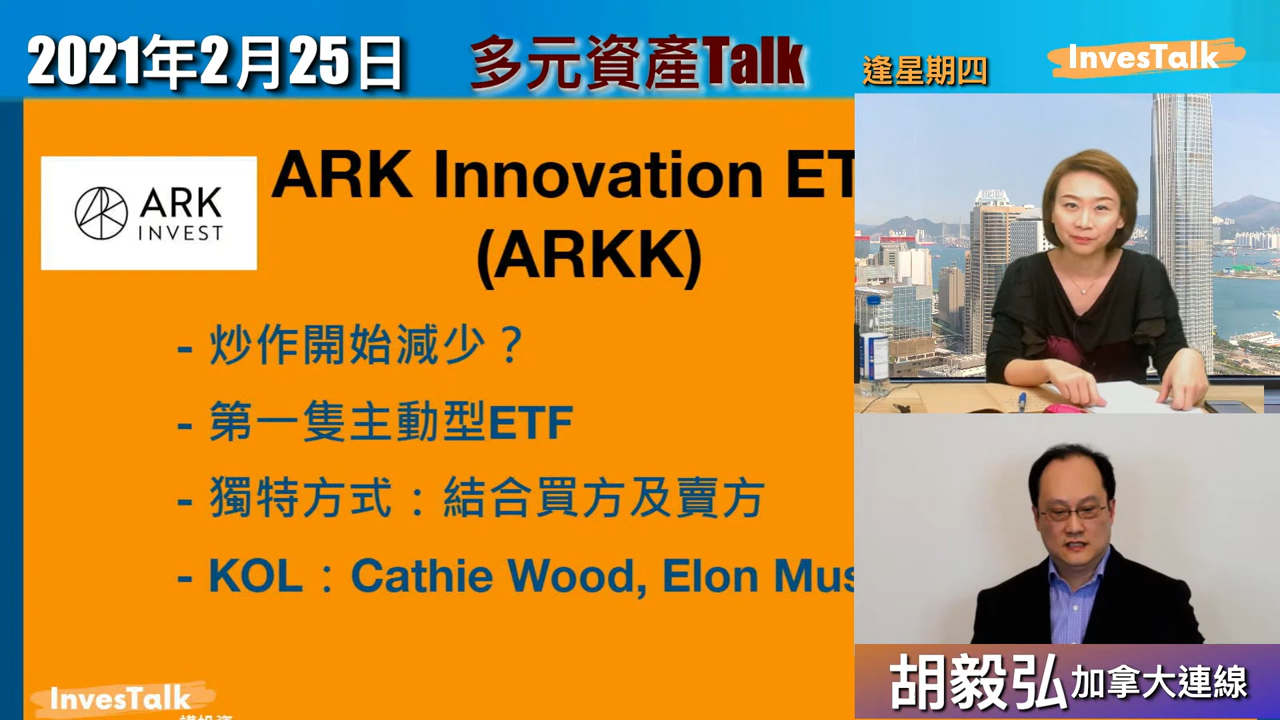 2021年2月25日
多元資產Talk
逢星期四
InvesTalk
ARK
INVEST
ARK Innovation ET
(ARKK)
- 炒作開始減少？
- 第一隻主動型ETF
- 獨特方式：結合買方及賣方
- KOL：Cathie Wood, Elon Mus
InvesTalk
胡毅弘加拿大連線